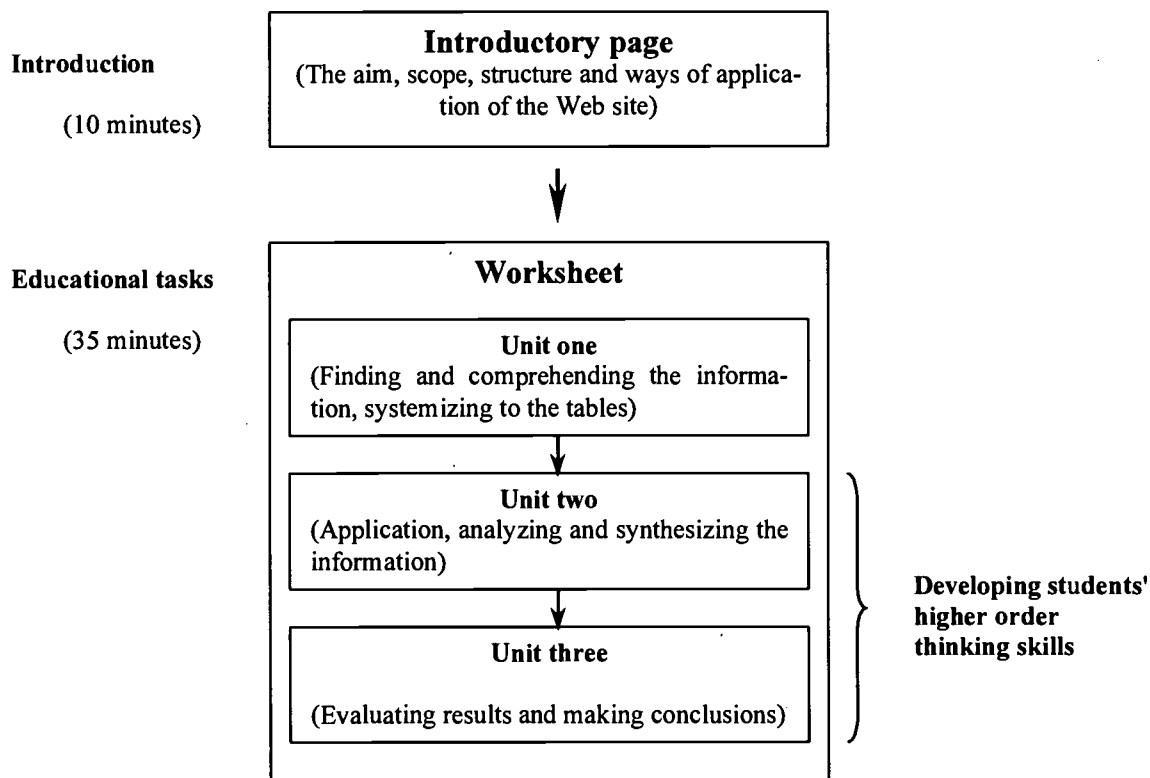 Introduction
(10 minutes)
Introductory page
(The aim, scope, structure and ways of applica-
tion of the Web site)
Educational tasks
(35 minutes)
Worksheet
Unit one
(Finding and comprehending the informa-
tion, systemizing to the tables)
Unit two
(Application, analyzing and synthesizing the
information)
Unit three
(Evaluating results and making conclusions)
Developing students'
higher order
thinking skills